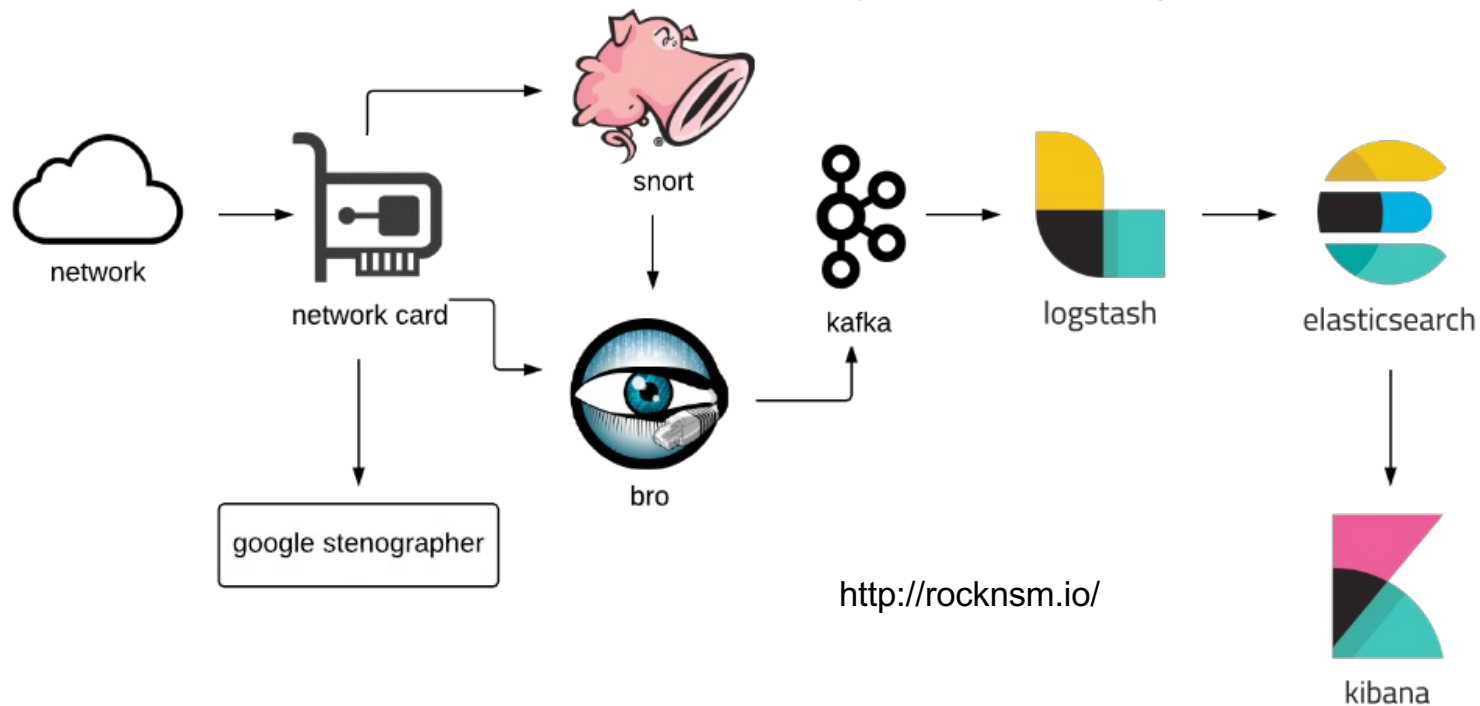 snort
network
network card
kafka
logstash
elasticsearch
bro
google stenographer
http://rocknsm.io/
kibana